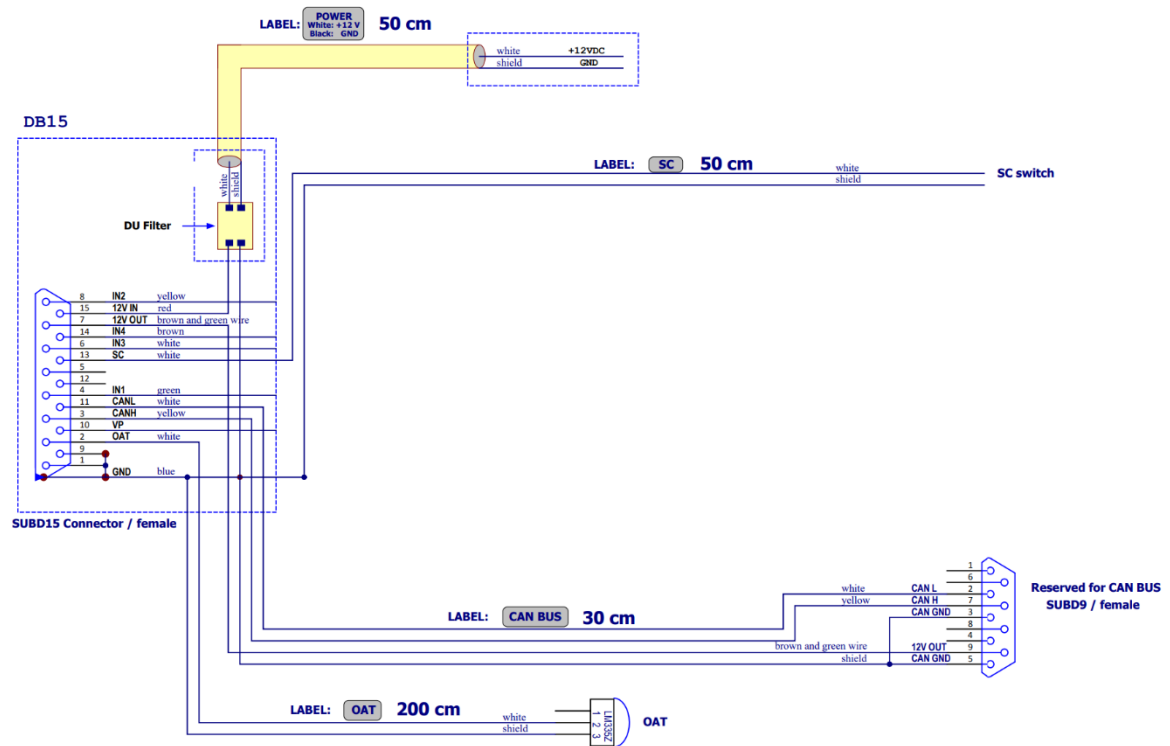 LABEL: POWER 50 cm
White: +12 V
Black: GND
white +12VDC
shield GND
DB15
white
shield
LABEL: SC 50 cm
white
shield
SC switch
DU Filter
8 IN2 yellow
15 12V IN red
7 12V OUT brown and green wire
14 IN4 brown
6 IN3 white
13 SC white
5
12
4 IN1 green
11 CANL white
3 CANH yellow
10 VP
2 OAT white
9
1
GND blue
SUBD15 Connector / female
LABEL: CAN BUS 30 cm
1
6
white CAN L 2
yellow CAN H 7
CAN GND 3
8
4
brown and green wire 12V OUT 9
shield CAN GND 5
Reserved for CAN BUS
SUBD9 / female
LABEL: OAT 200 cm
white
shield
1
2
3
LM335Z
OAT